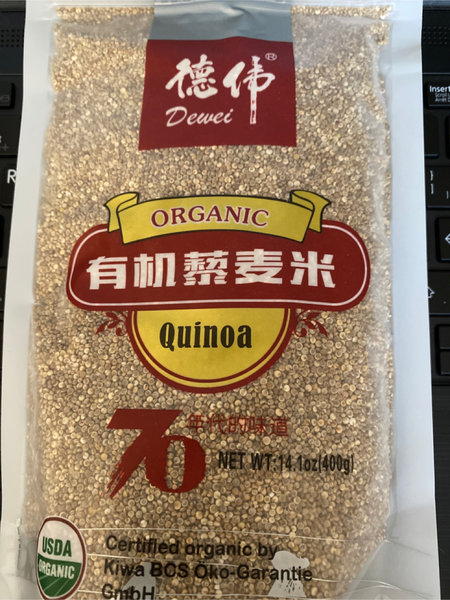 德伟®
Dewei
ORGANIC
有机藜麦米
Quinoa
70年代的味道
NET WT:14.1oz(400g)
USDA
ORGANIC
Certified organic by
Kiwa BCS Öko-Garantie
GmbH
Insert